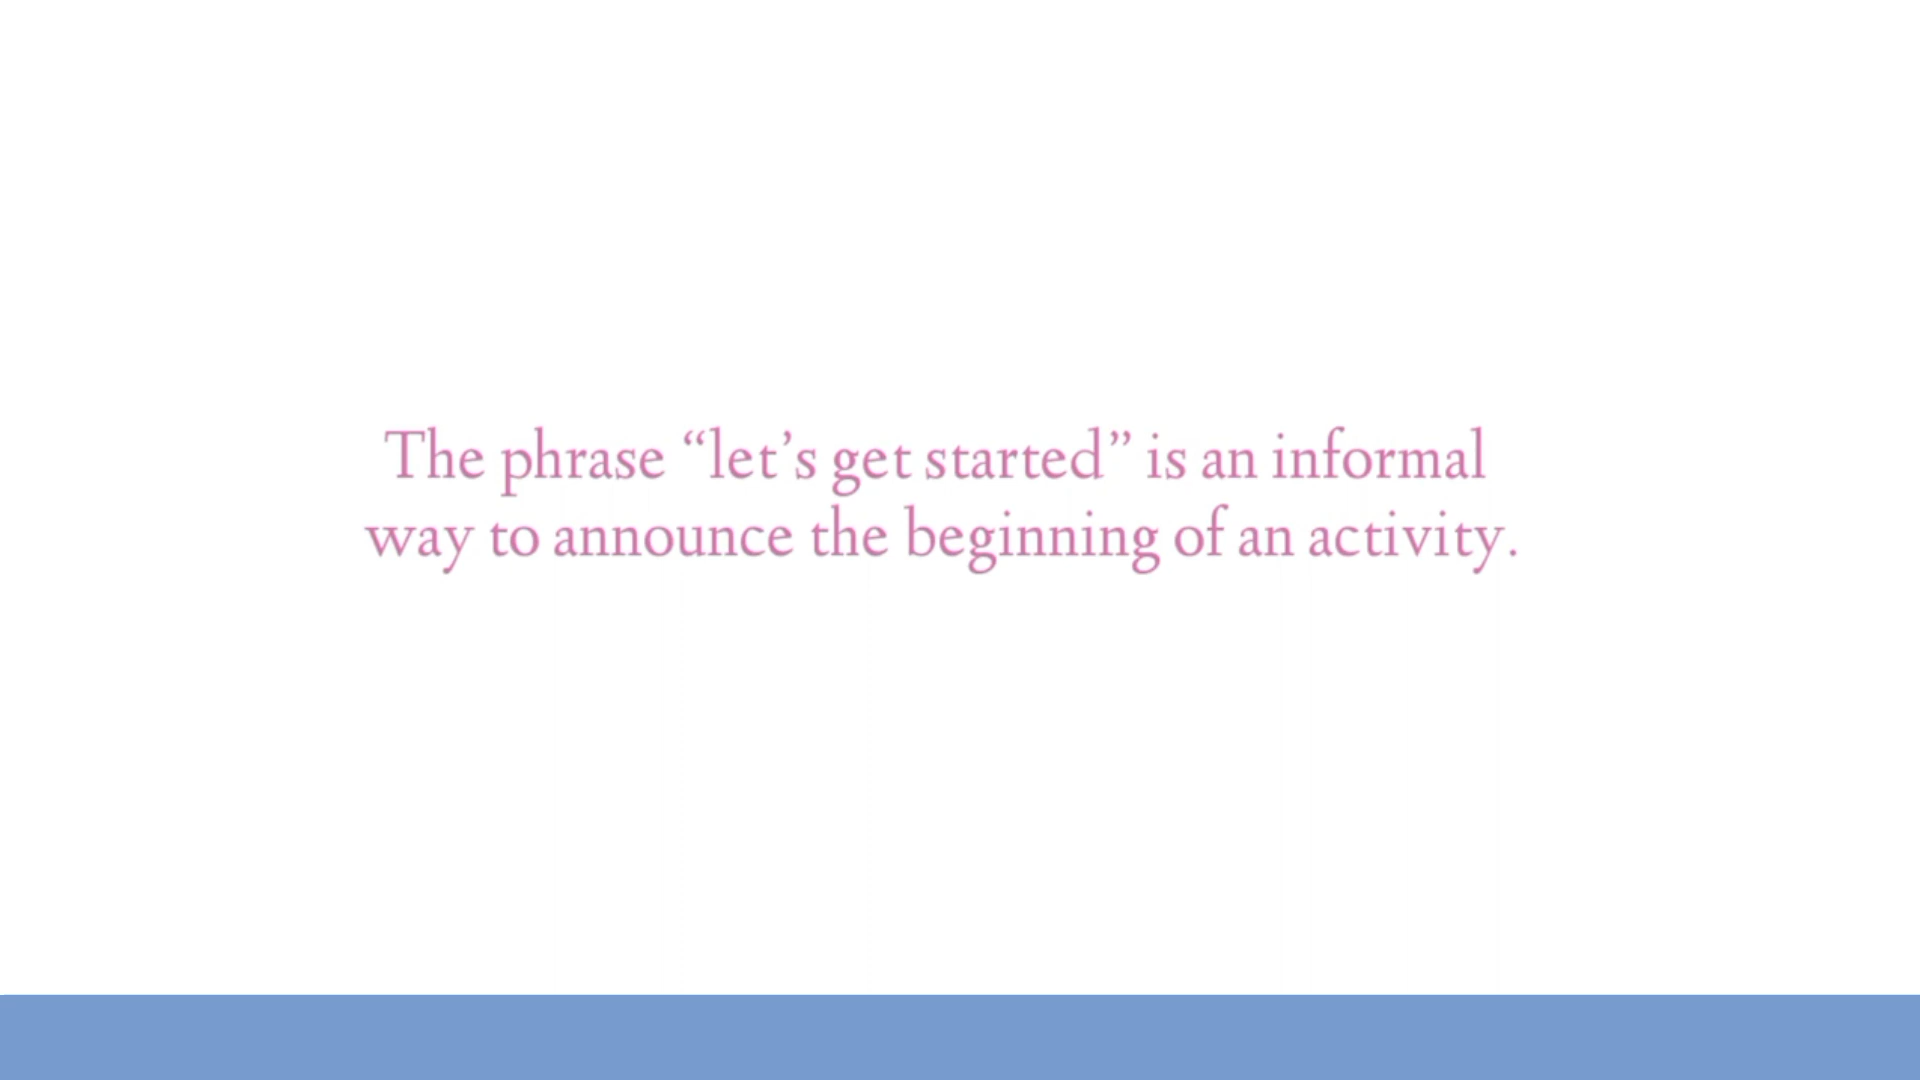 The phrase “let’s get started” is an informal
way to announce the beginning of an activity.